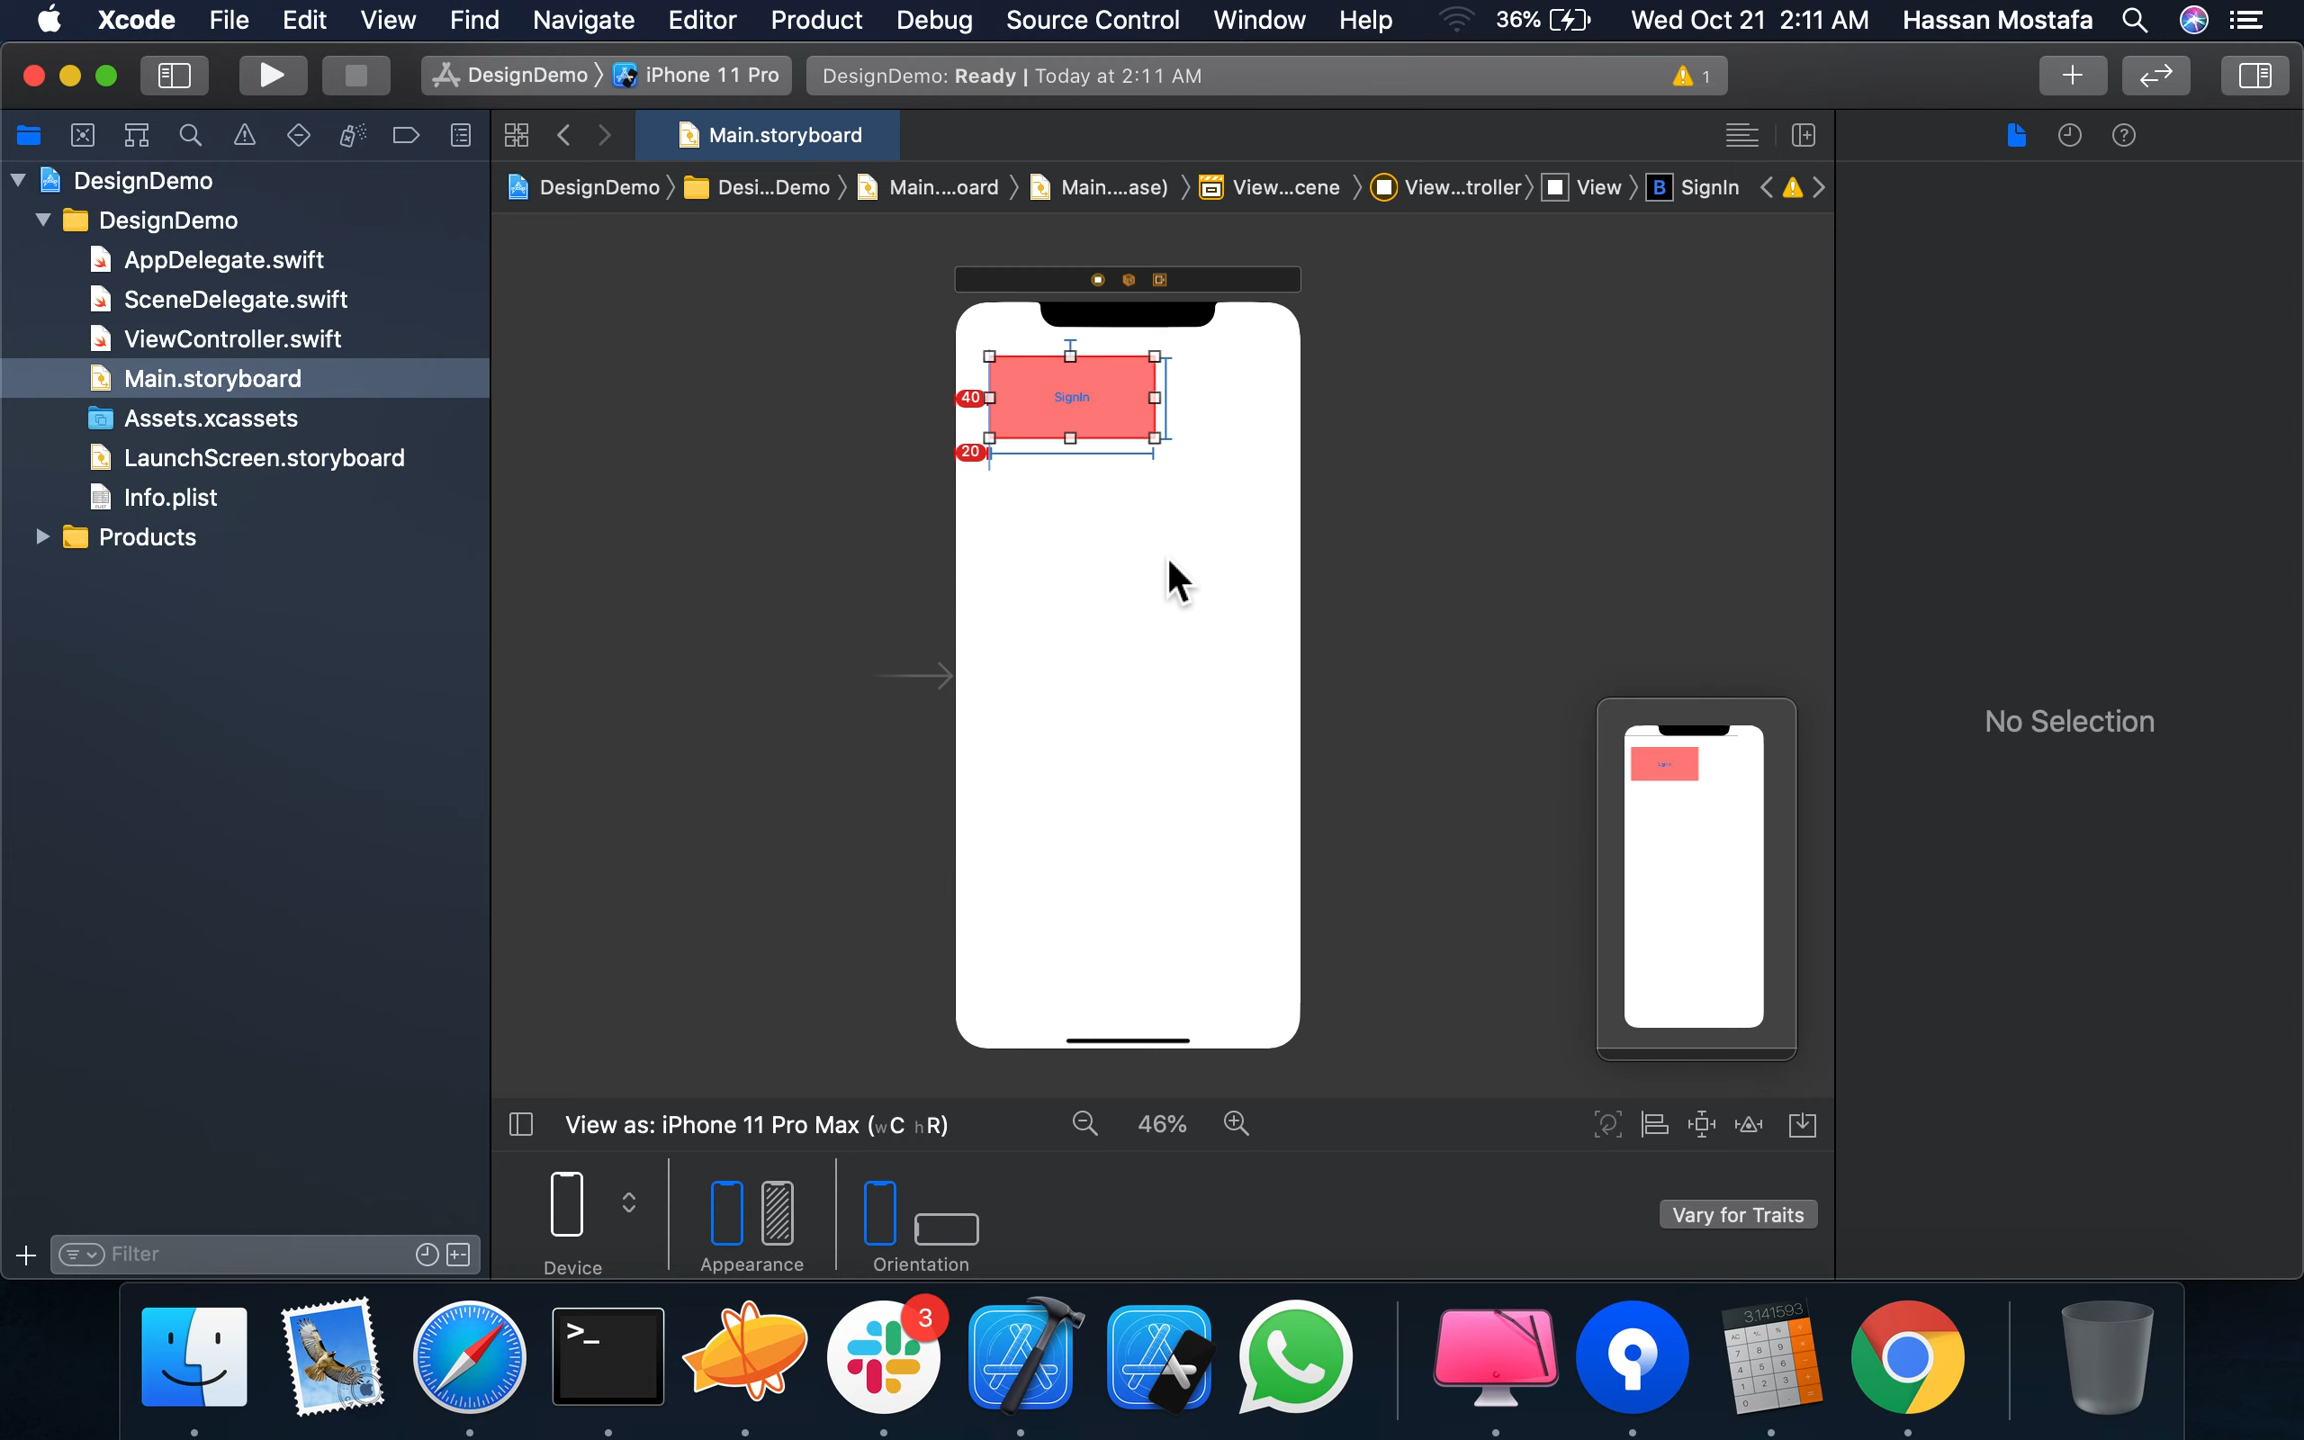 Xcode File Edit View Find Navigate Editor Product Debug Source Control Window Help 36% Wed Oct 21 2:11 AM Hassan Mostafa
DesignDemo iPhone 11 Pro DesignDemo: Ready | Today at 2:11 AM 1
Main.storyboard
DesignDemo
DesignDemo Desi...Demo Main....oard Main....ase) View...cene View...troller View B SignIn
DesignDemo
AppDelegate.swift
SceneDelegate.swift
ViewController.swift
Main.storyboard
Assets.xcassets
LaunchScreen.storyboard
Info.plist
Products
40
SignIn
20
No Selection
View as: iPhone 11 Pro Max (wC hR)
46%
Vary for Traits
Device
Appearance
Orientation
Filter
3
3.141593